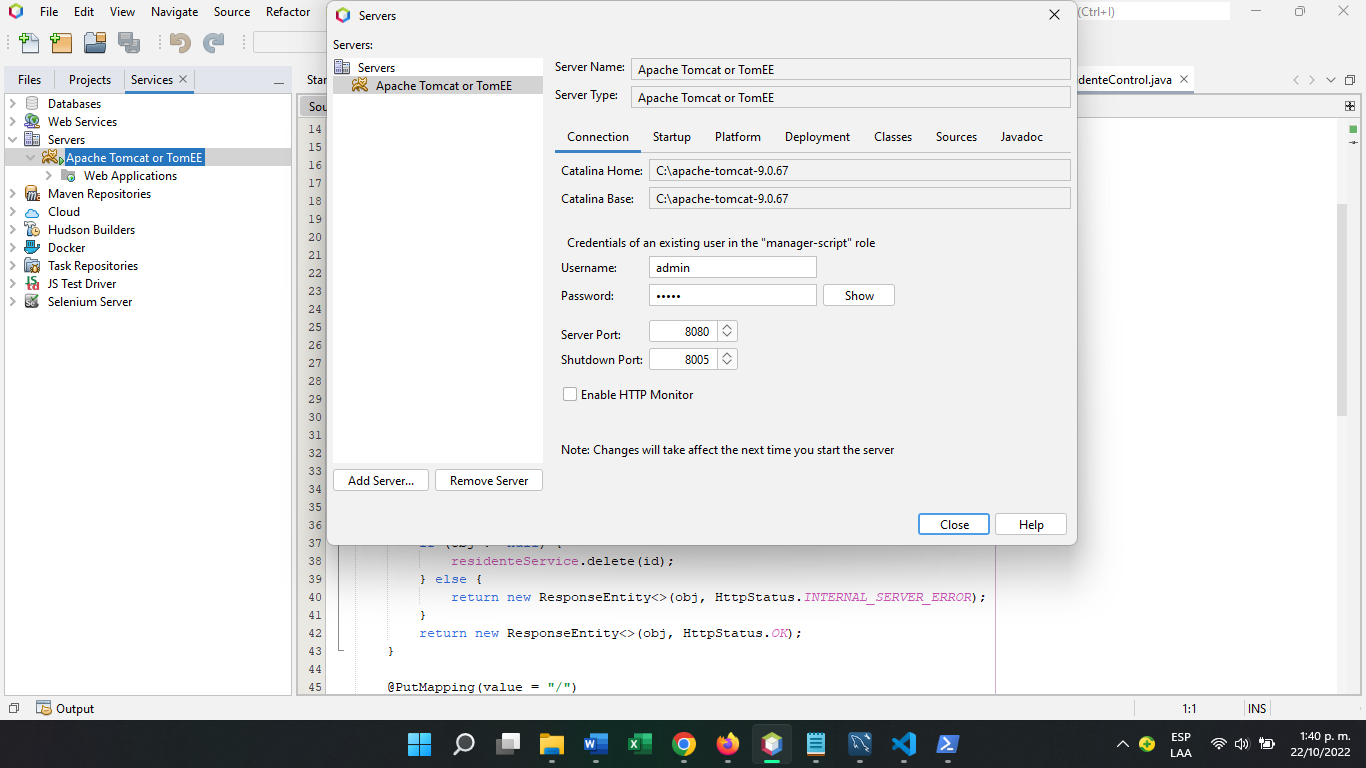 File Edit View Navigate Source Refactor
(Ctrl+I)
Servers
Servers:
Servers
Apache Tomcat or TomEE
Server Name: Apache Tomcat or TomEE
Server Type: Apache Tomcat or TomEE
Connection Startup Platform Deployment Classes Sources Javadoc
Catalina Home: C:\apache-tomcat-9.0.67
Catalina Base: C:\apache-tomcat-9.0.67
Credentials of an existing user in the "manager-script" role
Username: admin
Password: ••••• Show
Server Port: 8080
Shutdown Port: 8005
Enable HTTP Monitor
Note: Changes will take affect the next time you start the server
Add Server... Remove Server
Close Help
Files Projects Services
Databases
Web Services
Servers
Apache Tomcat or TomEE
Web Applications
Maven Repositories
Cloud
Hudson Builders
Docker
Task Repositories
JS Test Driver
Selenium Server
Star
identeControl.java
Sou
14
15
16
17
18
19
20
21
22
23
24
25
26
27
28
29
30
31
32
33
34
35
36
37
38 residenteService.delete(id);
39 } else {
40 return new ResponseEntity<>(obj, HttpStatus.INTERNAL_SERVER_ERROR);
41 }
42 return new ResponseEntity<>(obj, HttpStatus.OK);
43 }
44
45 @PutMapping(value = "/")
Output
1:1 INS
ESP
LAA
1:40 p. m.
22/10/2022